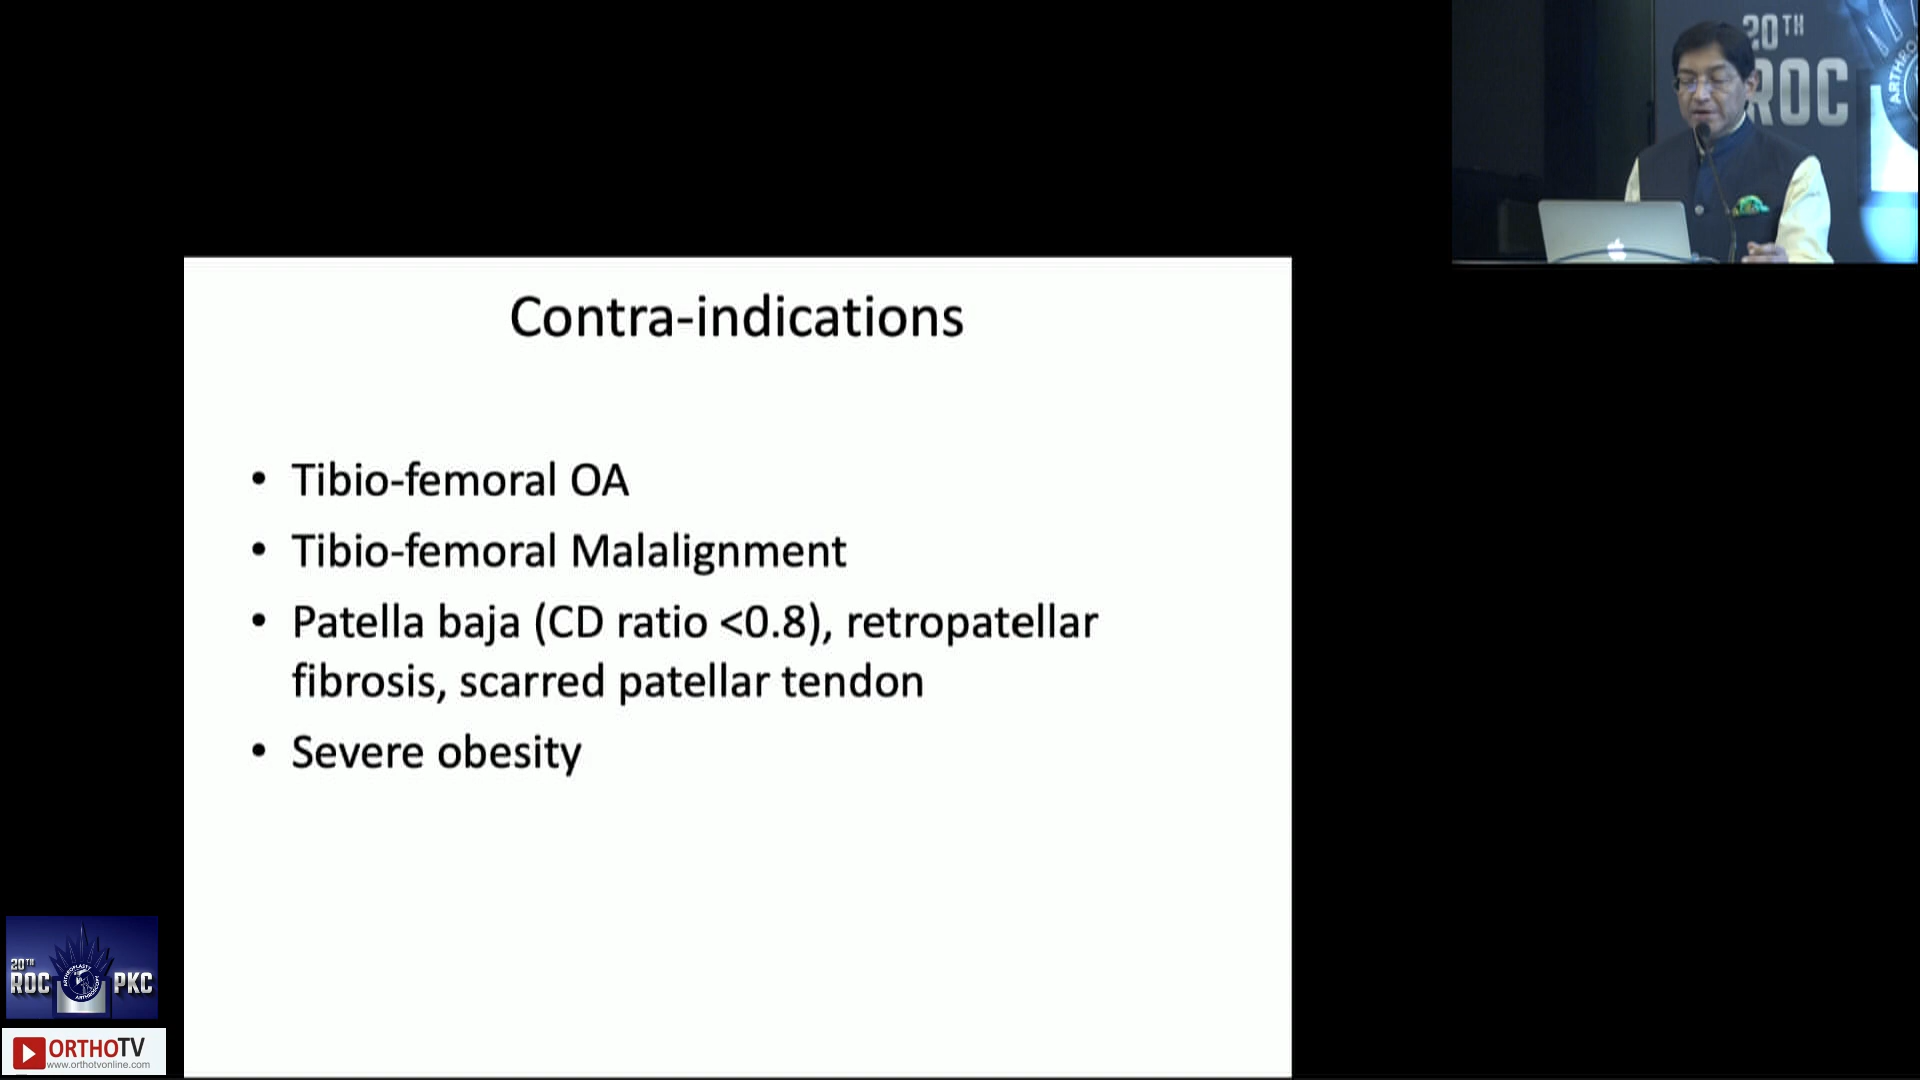 20TH
ROC
ARTHRO
Contra-indications
• Tibio-femoral OA
• Tibio-femoral Malalignment
• Patella baja (CD ratio <0.8), retropatellar
fibrosis, scarred patellar tendon
• Severe obesity
20TH
ROC PKC
ORTHOTV
www.orthotvonline.com